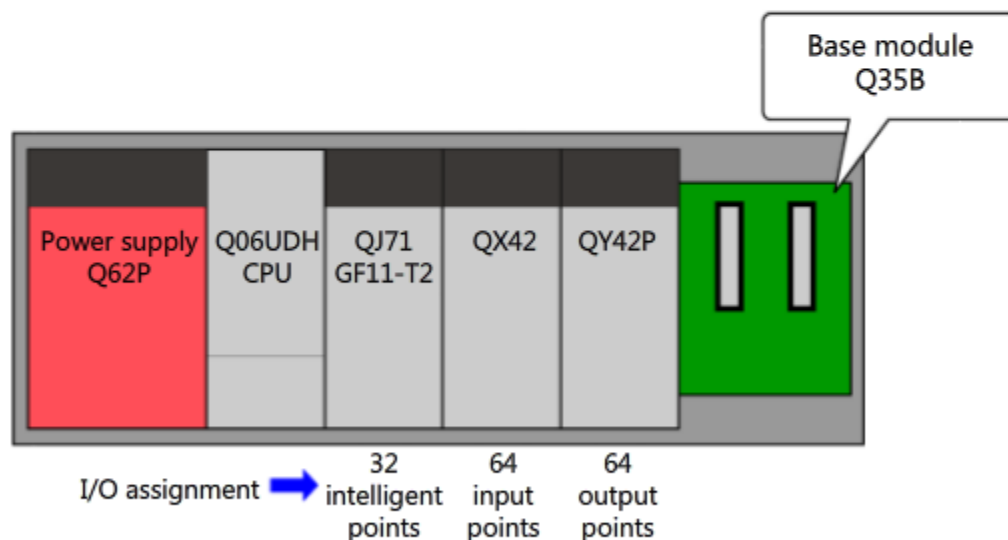 Base module
Q35B
Power supply
Q62P
Q06UDH
CPU
QJ71
GF11-T2
QX42
QY42P
I/O assignment
32
intelligent
points
64
input
points
64
output
points